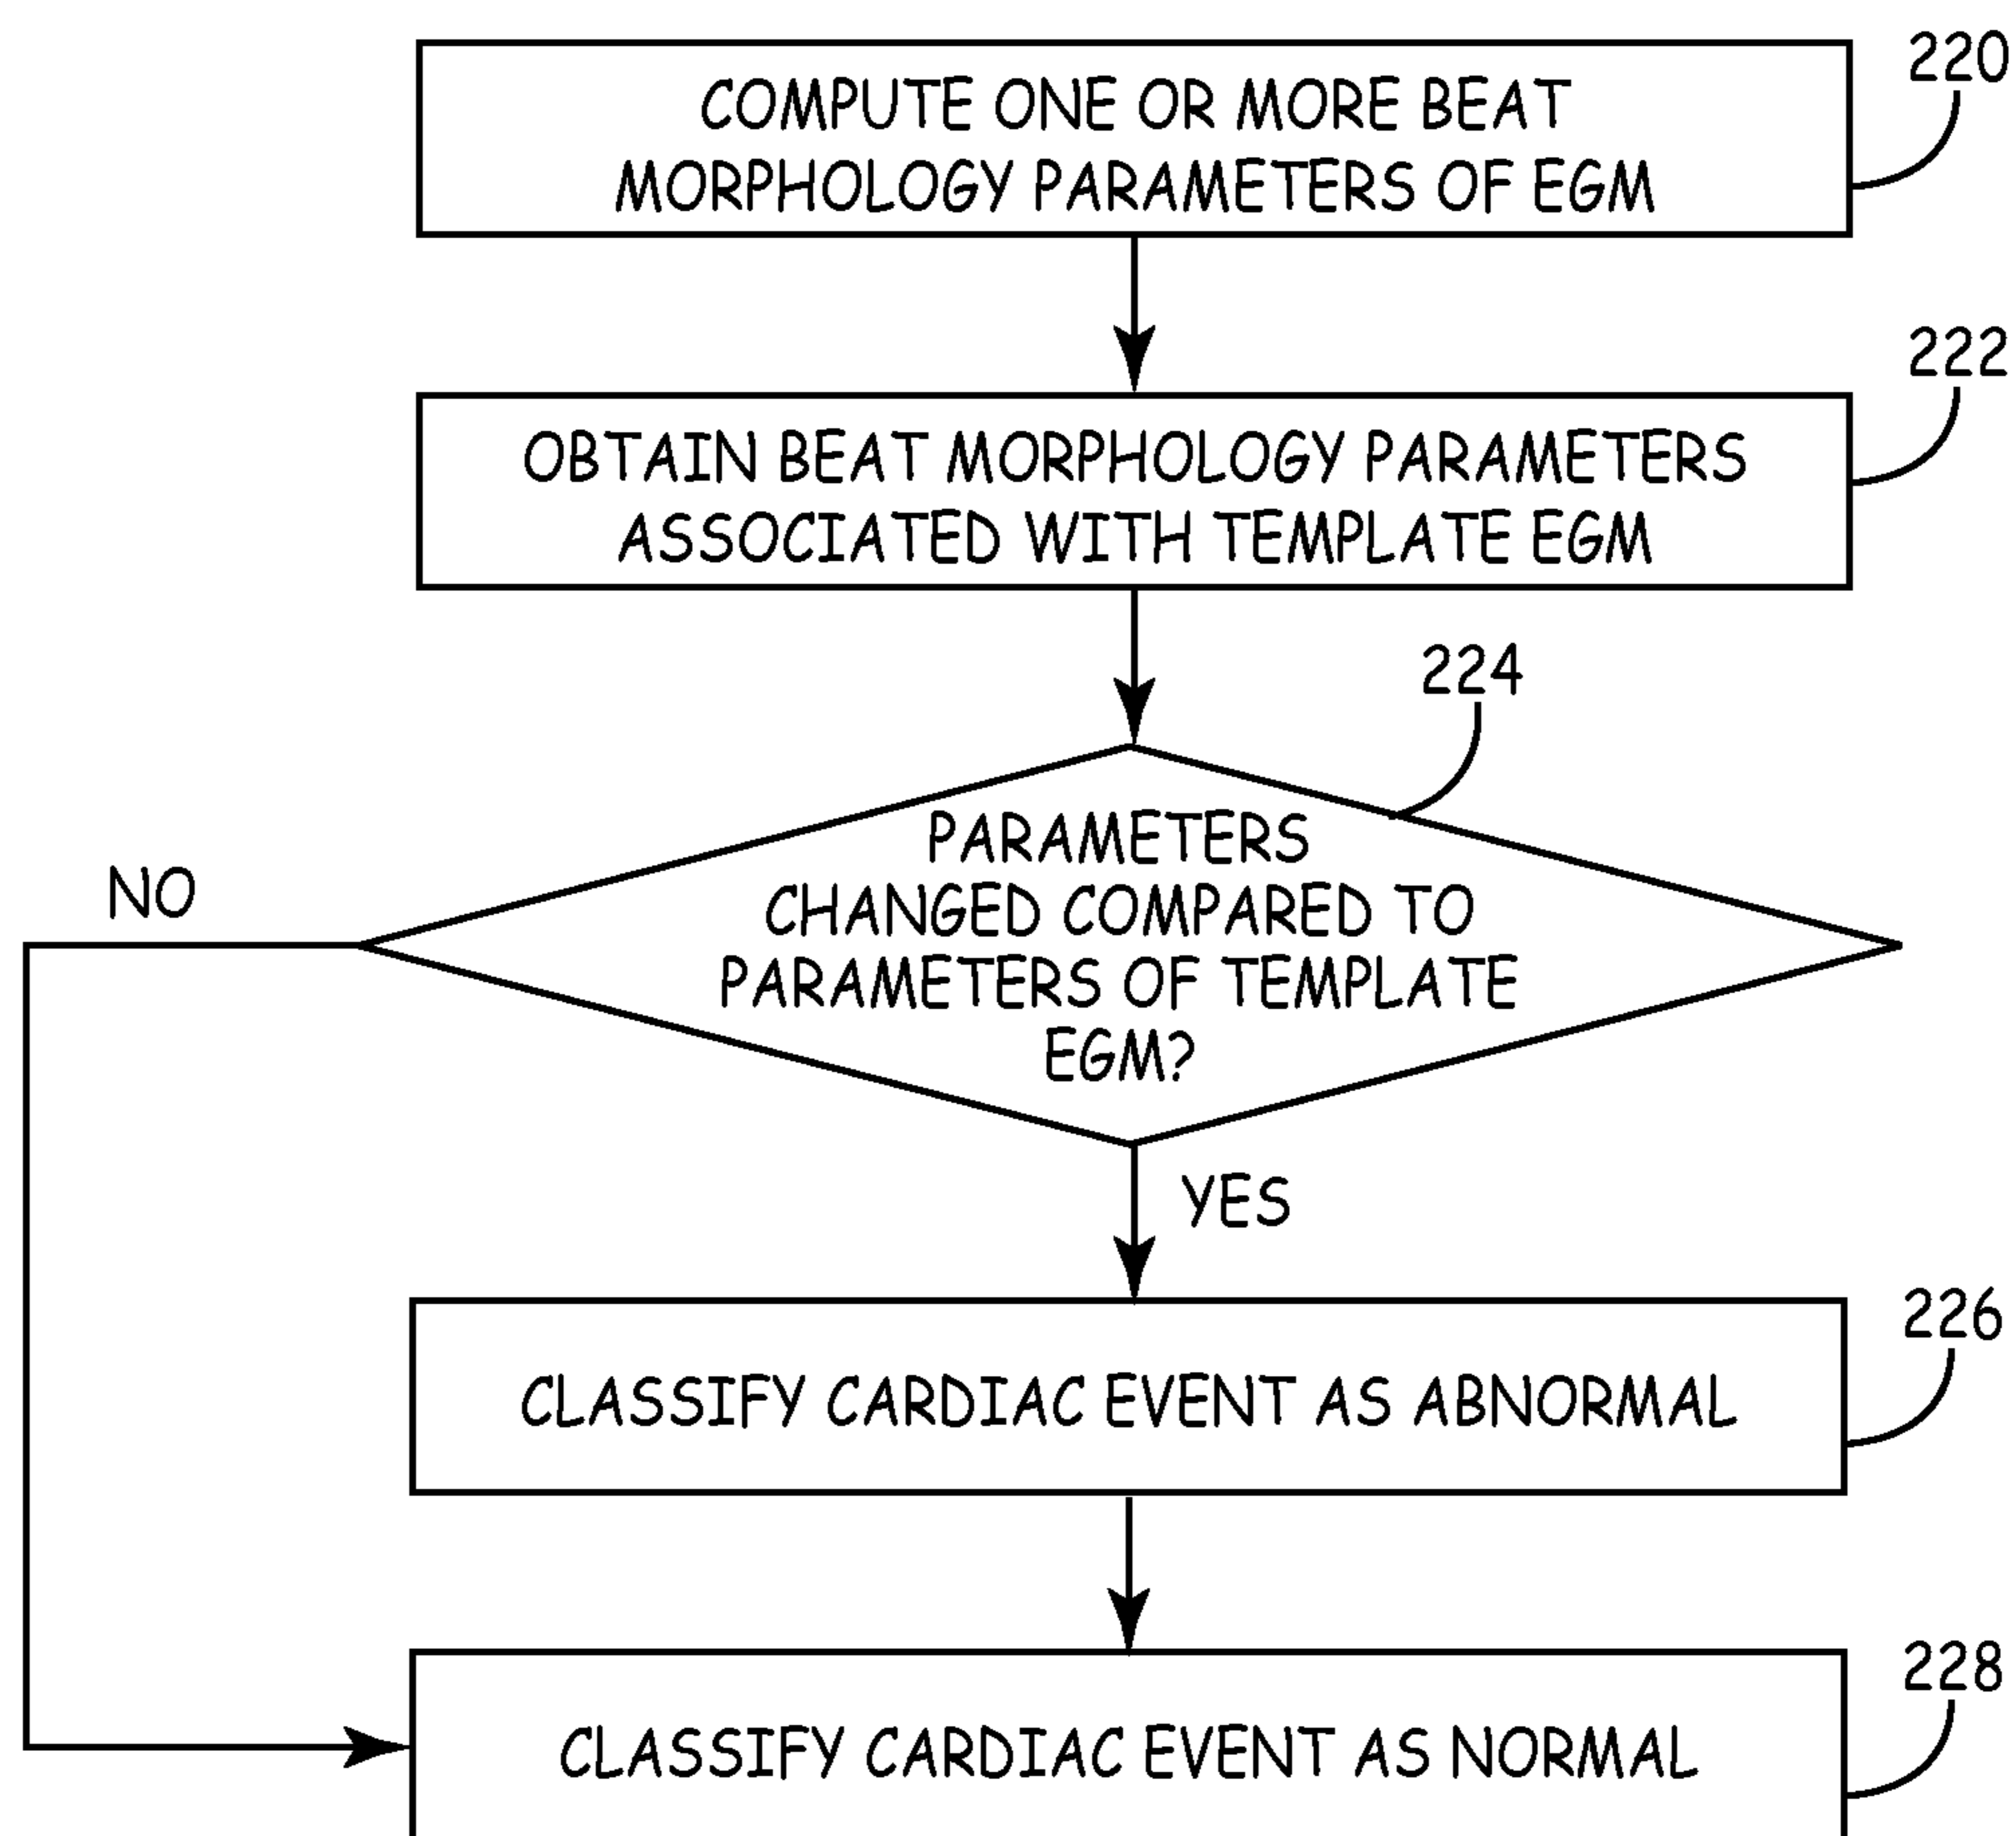 COMPUTE ONE OR MORE BEAT
MORPHOLOGY PARAMETERS OF EGM
220
OBTAIN BEAT MORPHOLOGY PARAMETERS
ASSOCIATED WITH TEMPLATE EGM
222
224
PARAMETERS
CHANGED COMPARED TO
PARAMETERS OF TEMPLATE
EGM?
NO
YES
CLASSIFY CARDIAC EVENT AS ABNORMAL
226
CLASSIFY CARDIAC EVENT AS NORMAL
228